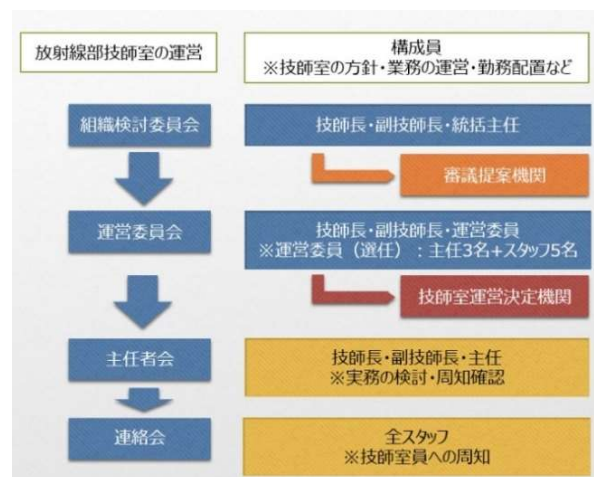 放射線部技師室の運営
構成員
※技師室の方針・業務の運営・勤務配置など
組織検討委員会
技師長・副技師長・統括主任
審議提案機関
運営委員会
技師長・副技師長・運営委員
※運営委員（選任）：主任3名+スタッフ5名
技師室運営決定機関
主任者会
技師長・副技師長・主任
※実務の検討・周知確認
連絡会
全スタッフ
※技師室員への周知